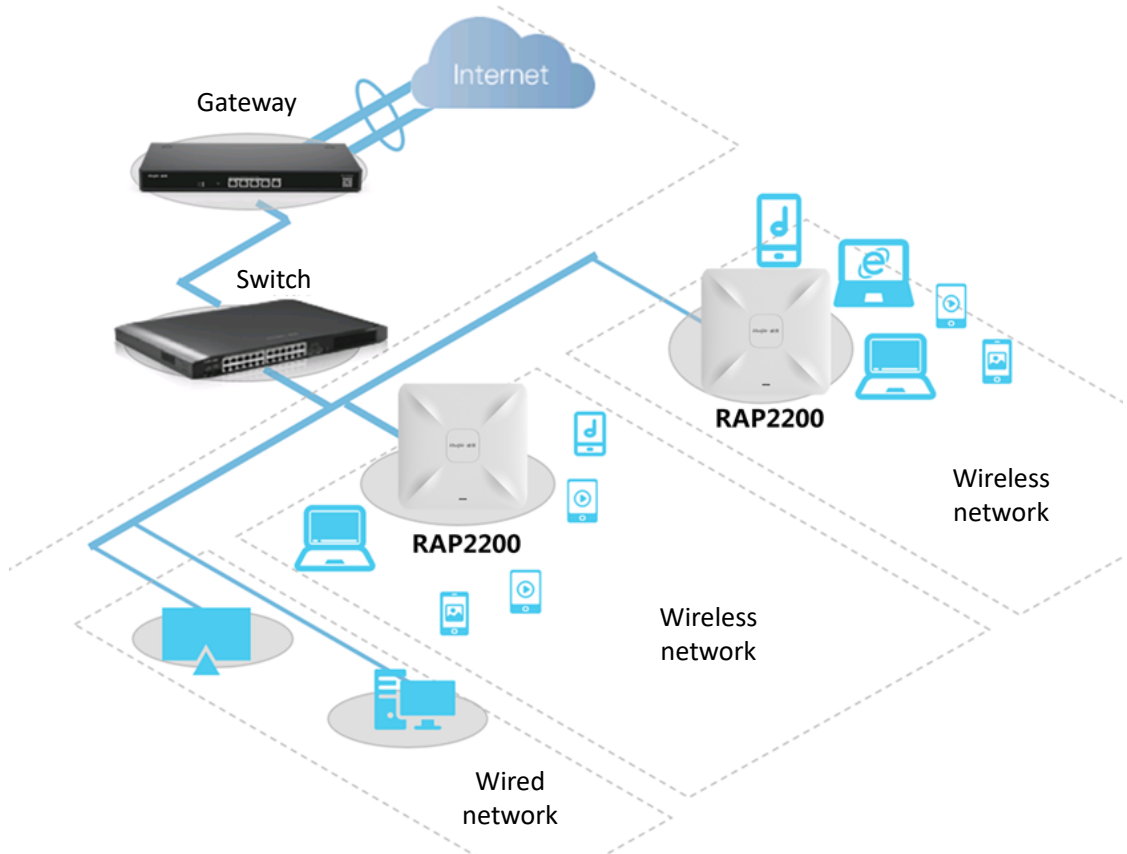 Internet
Gateway
Switch
RAP2200
Wireless
network
RAP2200
Wireless
network
Wired
network